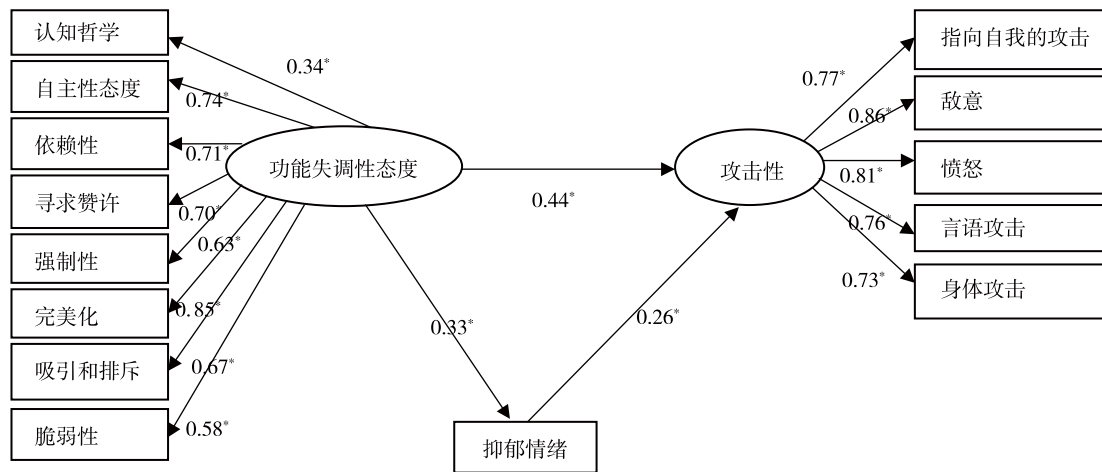 认知哲学
自主性态度
依赖性
寻求赞许
强制性
完美化
吸引和排斥
脆弱性
0.34*
0.74*
0.71*
0.70*
0.63*
0.85*
0.67*
0.58*
功能失调性态度
0.44*
0.33*
抑郁情绪
0.26*
攻击性
0.77*
0.86*
0.81*
0.76*
0.73*
指向自我的攻击
敌意
愤怒
言语攻击
身体攻击